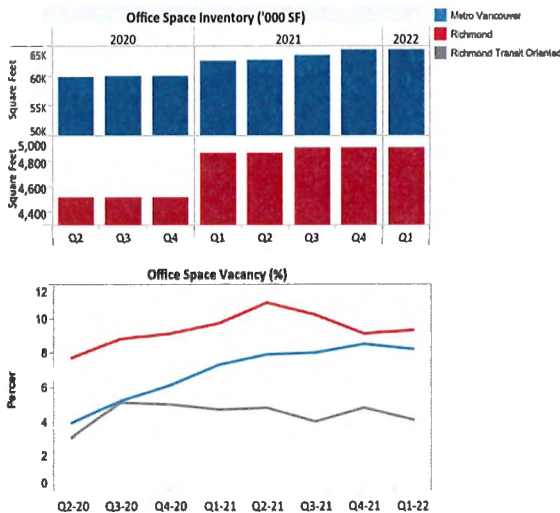 Office Space Inventory ('000 SF)
Metro Vancouver
Richmond
Richmond Transit Oriented
2020 2021 2022
Square Feet
65K
60K
55K
50K
Square Feet
5,000
4,800
4,600
4,400
Q2 Q3 Q4 Q1 Q2 Q3 Q4 Q1
Office Space Vacancy (%)
Percer
12
10
8
6
4
2
0
Q2-20 Q3-20 Q4-20 Q1-21 Q2-21 Q3-21 Q4-21 Q1-22